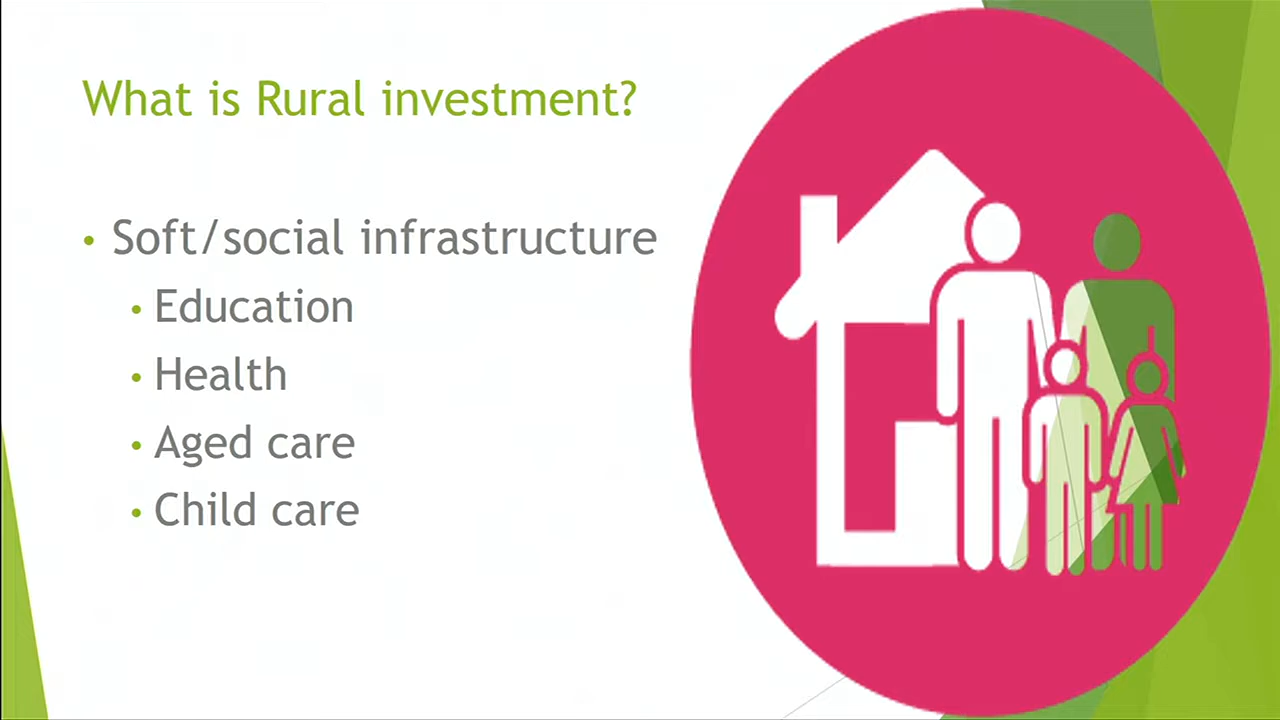 What is Rural investment?
• Soft/social infrastructure
• Education
• Health
• Aged care
• Child care